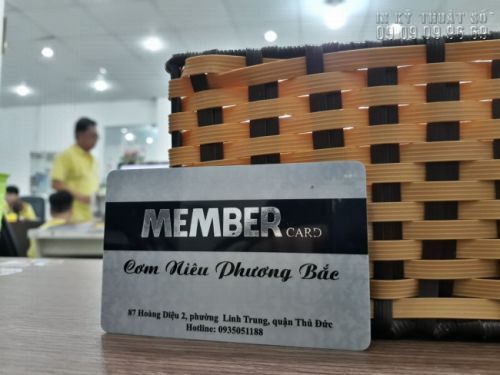 IN KỸ THUẬT SỐ
09 09 09 96 69
MEMBER CARD
Cơm Niêu Phương Bắc
87 Hoàng Diệu 2, phường Linh Trung, quận Thủ Đức
Hotline: 0935051188